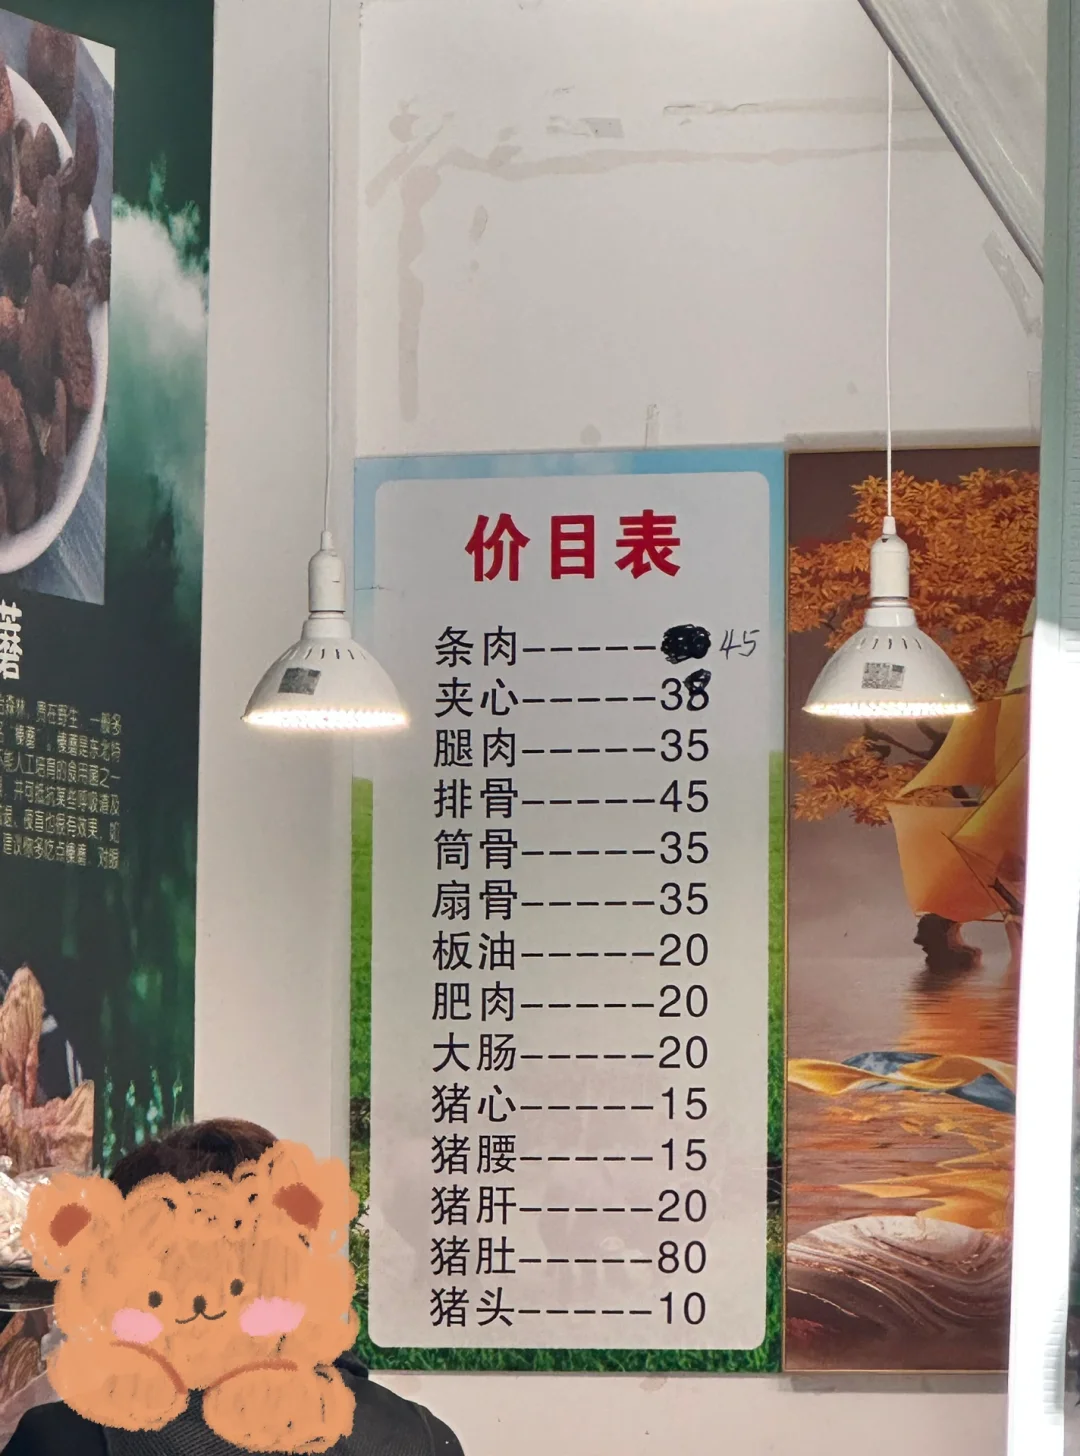 蘑
价目表
条肉-----45
夹心-----38
腿肉-----35
排骨-----45
筒骨-----35
扇骨-----35
板油-----20
肥肉-----20
大肠-----20
猪心-----15
猪腰-----15
猪肝-----20
猪肚-----80
猪头-----10